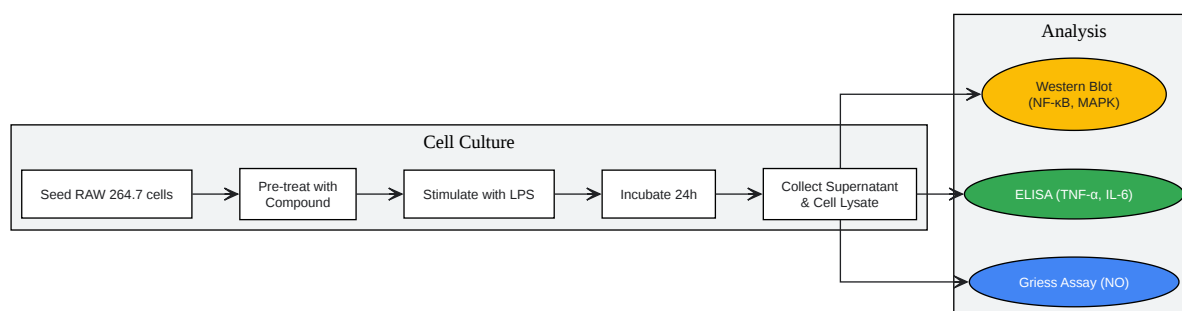 Cell Culture
Seed RAW 264.7 cells
Pre-treat with
Compound
Stimulate with LPS
Incubate 24h
Collect Supernatant
& Cell Lysate
Analysis
Western Blot
(NF-κB, MAPK)
ELISA (TNF-α, IL-6)
Griess Assay (NO)